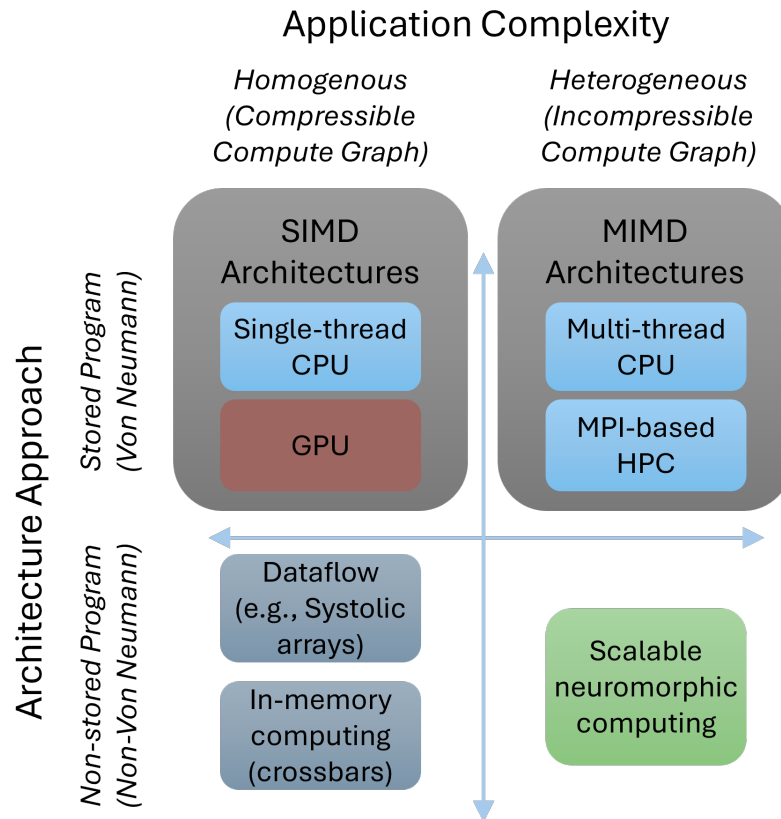 Application Complexity
Homogenous
(Compressible
Compute Graph)
Heterogeneous
(Incompressible
Compute Graph)
Architecture Approach
Stored Program
(Von Neumann)
SIMD
Architectures
Single-thread
CPU
GPU
MIMD
Architectures
Multi-thread
CPU
MPI-based
HPC
Non-stored Program
(Non-Von Neumann)
Dataflow
(e.g., Systolic
arrays)
In-memory
computing
(crossbars)
Scalable
neuromorphic
computing